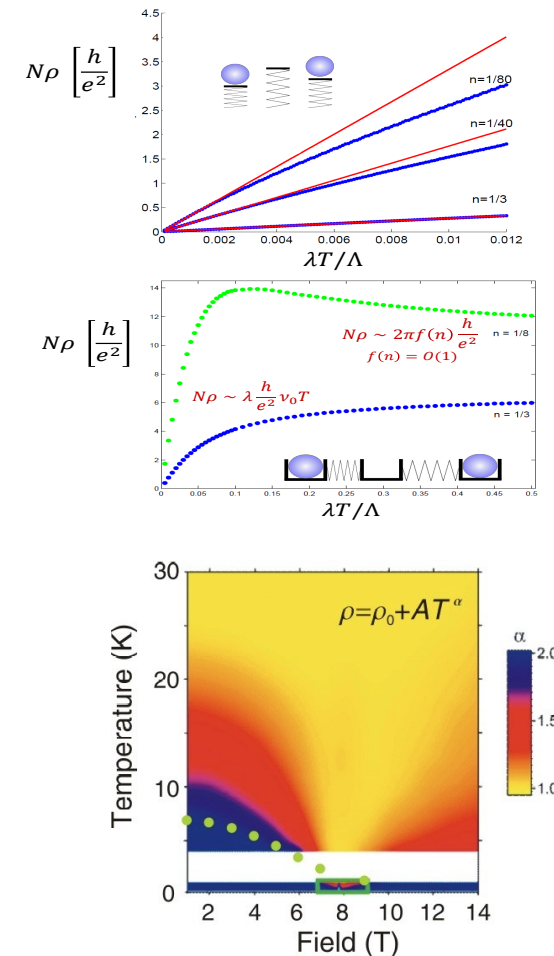 4.5
4
3.5
3
2.5
2
1.5
1
0.5
0
Nρ [h/e²]
n=1/80
n=1/40
n=1/3
0 0.002 0.004 0.006 0.008 0.01 0.012
λT/Λ
14
12
10
8
6
4
2
0
Nρ [h/e²]
Nρ ~ 2πf(n) h/e²
f(n) = O(1)
n = 1/8
Nρ ~ λ h/e² ν₀T
n = 1/3
0 0.05 0.1 0.15 0.2 0.25 0.3 0.35 0.4 0.45 0.5
λT/Λ
30
20
10
0
Temperature (K)
ρ=ρ₀+AT^α
α
2.0
1.5
1.0
2 4 6 8 10 12 14
Field (T)